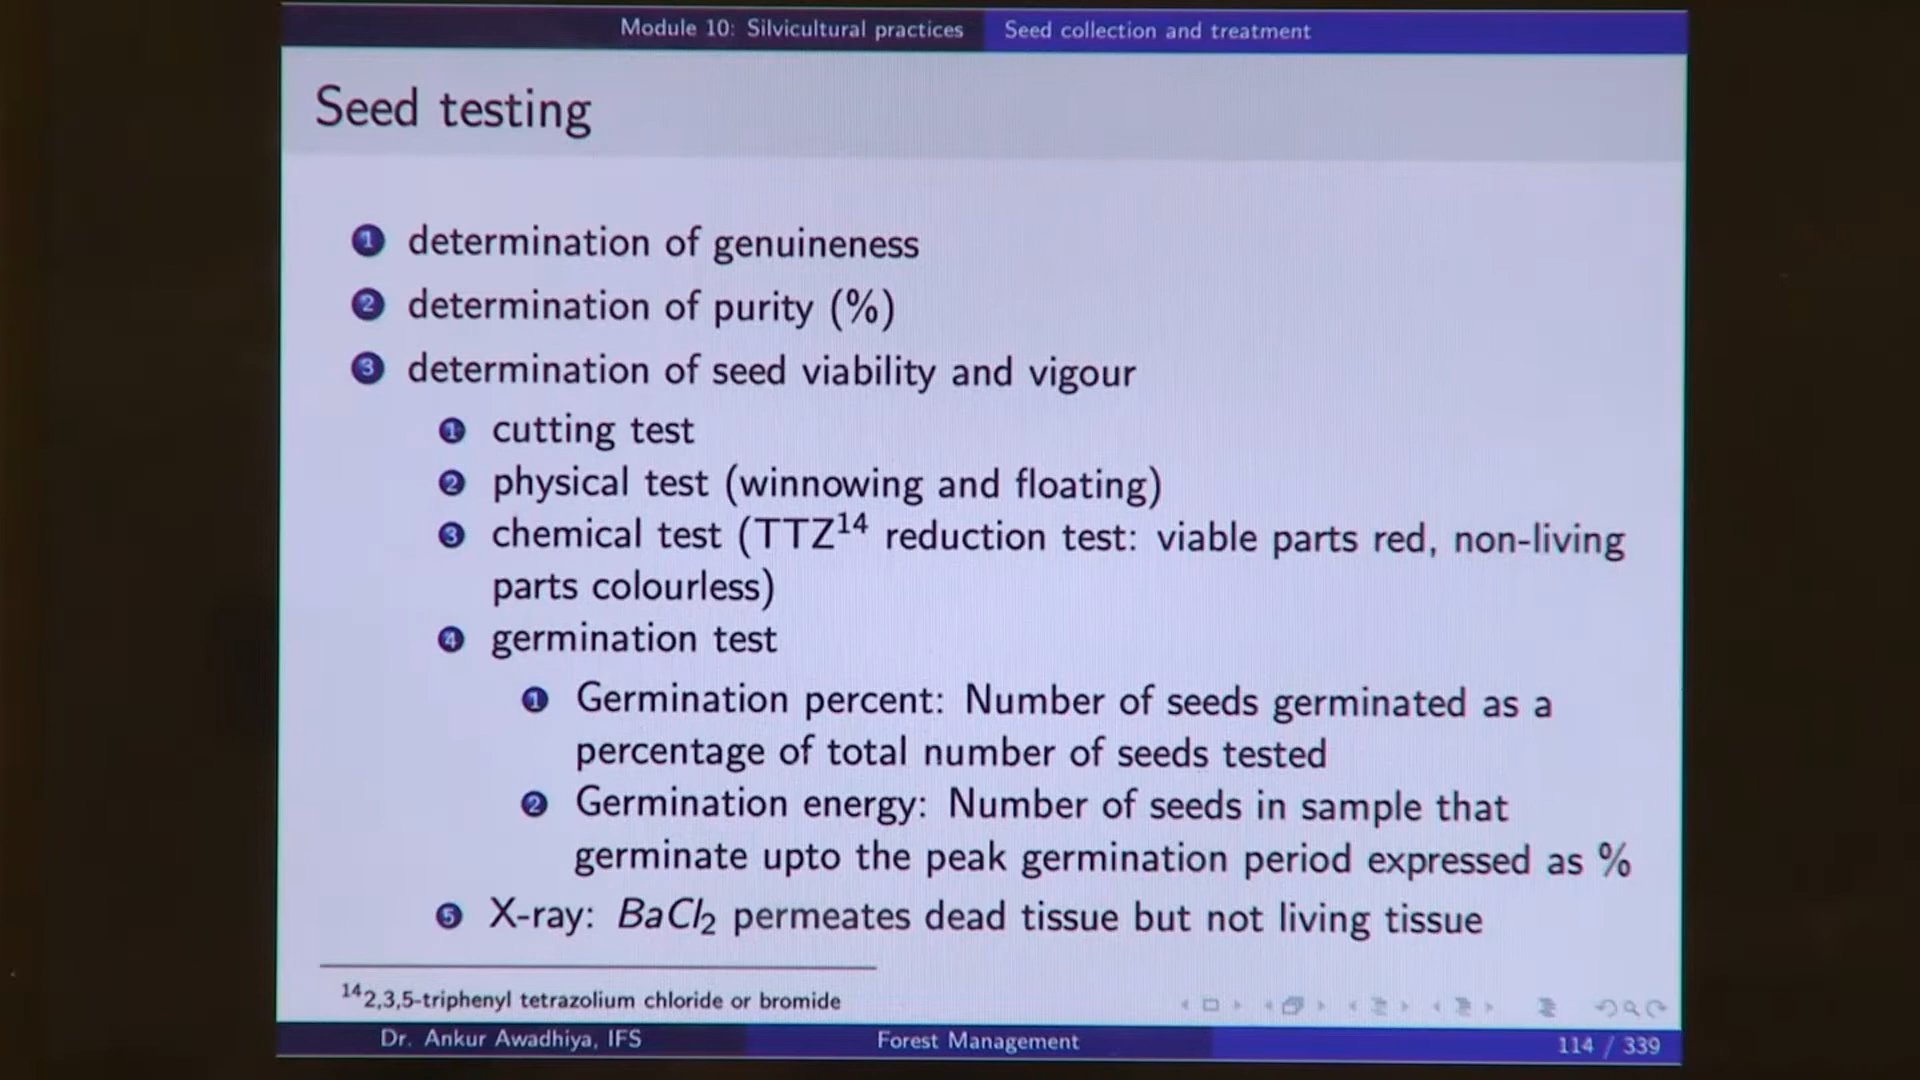 Module 10: Silvicultural practices Seed collection and treatment
Seed testing
1 determination of genuineness
2 determination of purity (%)
3 determination of seed viability and vigour
1 cutting test
2 physical test (winnowing and floating)
3 chemical test (TTZ¹⁴ reduction test: viable parts red, non-living
parts colourless)
4 germination test
1 Germination percent: Number of seeds germinated as a
percentage of total number of seeds tested
2 Germination energy: Number of seeds in sample that
germinate upto the peak germination period expressed as %
5 X-ray: BaCl₂ permeates dead tissue but not living tissue
¹⁴2,3,5-triphenyl tetrazolium chloride or bromide
Dr. Ankur Awadhiya, IFS Forest Management 114 / 339